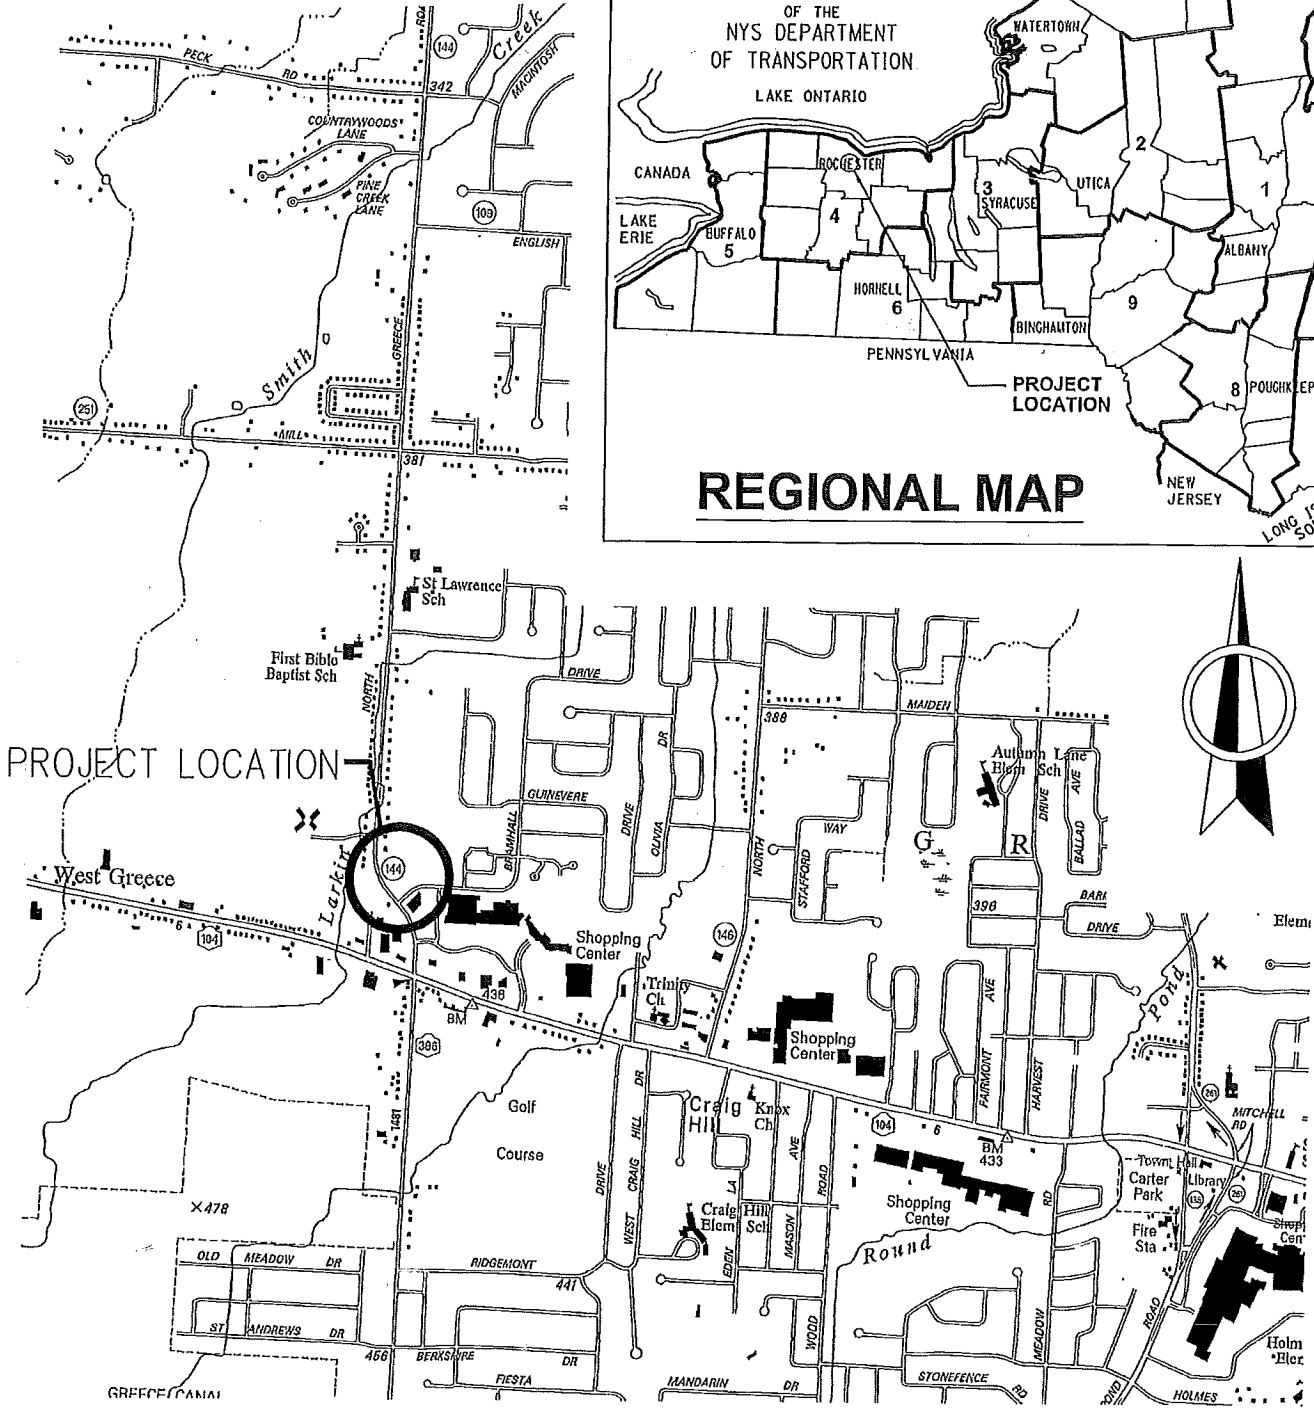 OF THE
NYS DEPARTMENT
OF TRANSPORTATION
LAKE ONTARIO
WATERTOWN
CANADA
ROCHESTER
2
LAKE
ERIE
BUFFALO
5
4
3
SYRACUSE
UTICA
1
ALBANY
HORNELL
6
BINGHAMTON
9
PENNSYLVANIA
8
PROJECT
LOCATION
NEW
JERSEY
REGIONAL MAP
144
Creek
PECK
RD
342
MACINTOSH
COUNTRYWOODS
LANE
PINE
CREEK
LANE
109
ENGLISH
GREECE
Smith
251
MILL
381
St Lawrence
Sch
First Bible
Baptist Sch
NORTH
DRIVE
388
MAIDEN
PROJECT LOCATION
DR
Autumn Lane
Elem Sch
AVE
DRIVE
GUINEVERE
BRAMHALL
DRIVE
OLIVIA
NORTH
WAY
STAFFORD
G
R
BALLAD
West Greece
Larkin
144
396
DRIVE
104
6
Shopping
Center
146
Elem
438
BM
Trinity
Ch
Pond
386
Shopping
Center
AVE
FAIRMONT
HARVEST
Golf
Course
DR
HILL
CRAIG
WEST
DRIVE
Craig
Hill
Knox
Ch
AVE
ROAD
104
6
BM
433
261
MITCHELL
RD
1481
Town Hall
Library
Carter
Park
261
×478
Craig Hill
Elem Sch
LA
EDEN
MASON
Shopping
Center
RD
Round
Fire
Sta
OLD MEADOW DR
RIDGEMONT
441
ST ANDREWS DR
WOOD
MEADOW
ROAD
456
BERKSHIRE DR
FIESTA
MANDARIN DR
STONEFENCE RD
HOLMES